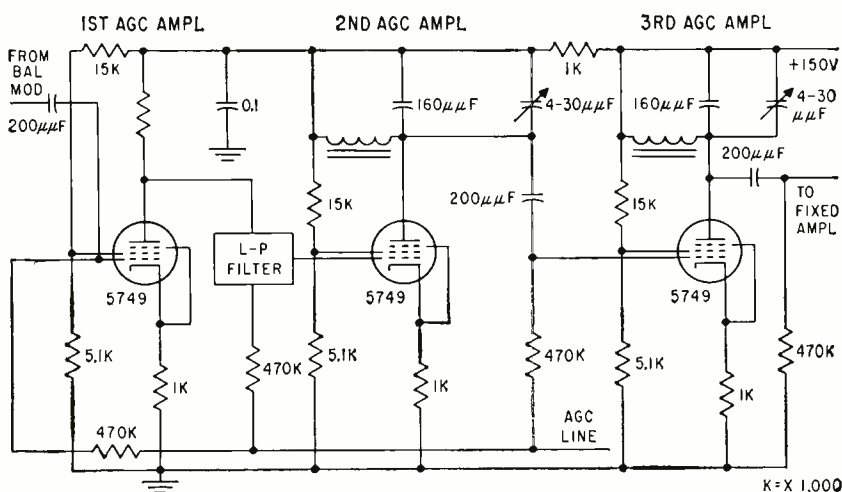 1ST AGC AMPL
2ND AGC AMPL
3RD AGC AMPL
FROM
BAL
MOD
200μμF
15K
0.1
160μμF
4-30μμF
1K
160μμF
+150V
4-30
μμF
200μμF
15K
200μμF
15K
TO
FIXED
AMPL
L-P
FILTER
5749
5749
5749
5.1K
1K
470K
5.1K
1K
470K
5.1K
1K
470K
470K
AGC
LINE
K=X 1,000